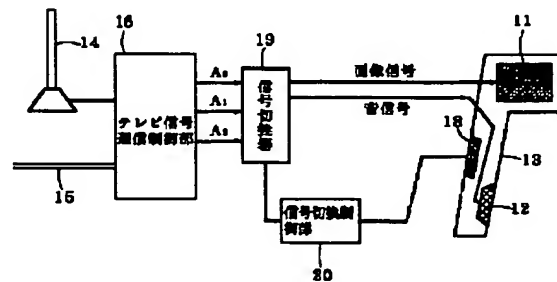 14
16
19
11
A₀
画像信号
テレビ信号
通信制御部
A₁
信号切換器
音信号
18
A₂
13
15
信号切換制
御部
12
20